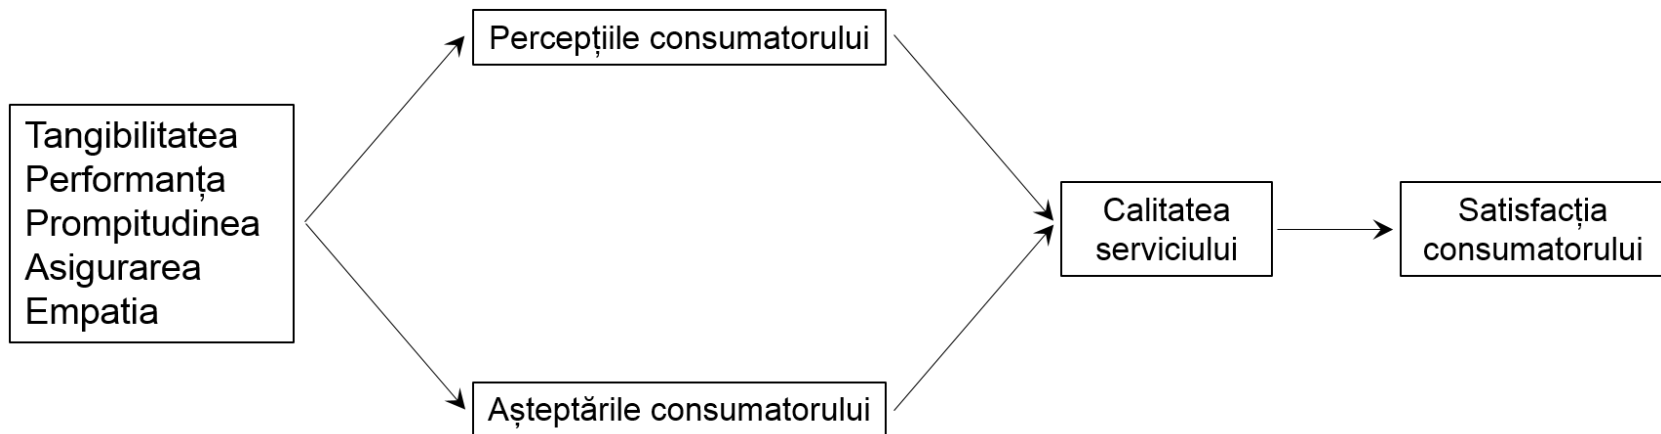 Percepțiile consumatorului
Tangibilitatea
Performanța
Prompitudinea
Asigurarea
Empatia
Calitatea
serviciului
Satisfacția
consumatorului
Așteptările consumatorului